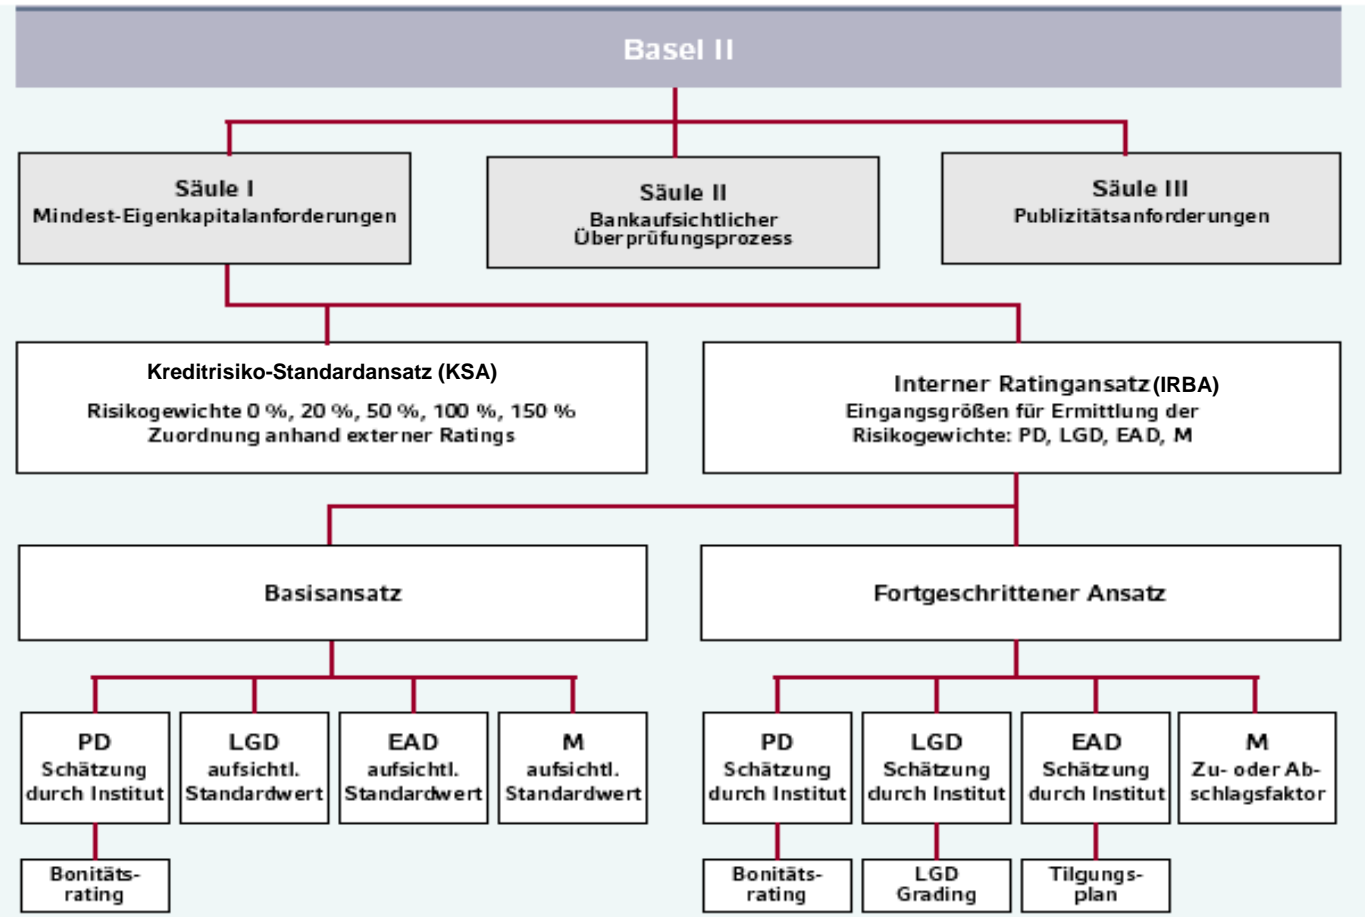 Basel II
Säule I
Mindest-Eigenkapitalanforderungen
Säule II
Bankaufsichtlicher
Überprüfungsprozess
Säule III
Publizitätsanforderungen
Kreditrisiko-Standardansatz (KSA)
Risikogewichte 0 %, 20 %, 50 %, 100 %, 150 %
Zuordnung anhand externer Ratings
Interner Ratingansatz (IRBA)
Eingangsgrößen für Ermittlung der
Risikogewichte: PD, LGD, EAD, M
Basisansatz
Fortgeschrittener Ansatz
PD
Schätzung
durch Institut
LGD
aufsichtl.
Standardwert
EAD
aufsichtl.
Standardwert
M
aufsichtl.
Standardwert
PD
Schätzung
durch Institut
LGD
Schätzung
durch Institut
EAD
Schätzung
durch Institut
M
Zu- oder Ab-
schlagsfaktor
Bonitäts-
rating
Bonitäts-
rating
LGD
Grading
Tilgungs-
plan